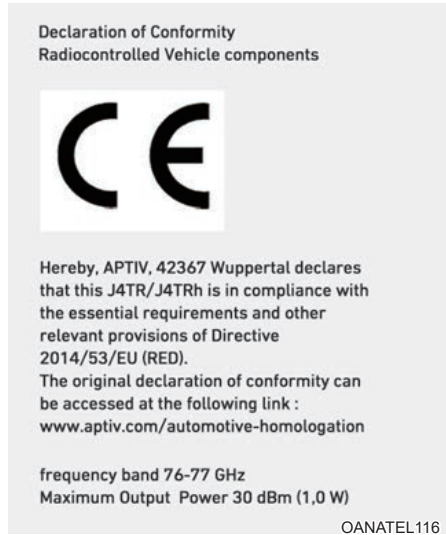 Declaration of Conformity
Radiocontrolled Vehicle components
CE
Hereby, APTIV, 42367 Wuppertal declares
that this J4TR/J4TRh is in compliance with
the essential requirements and other
relevant provisions of Directive
2014/53/EU (RED).
The original declaration of conformity can
be accessed at the following link :
www.aptiv.com/automotive-homologation
frequency band 76-77 GHz
Maximum Output  Power 30 dBm (1,0 W)
OANATEL116